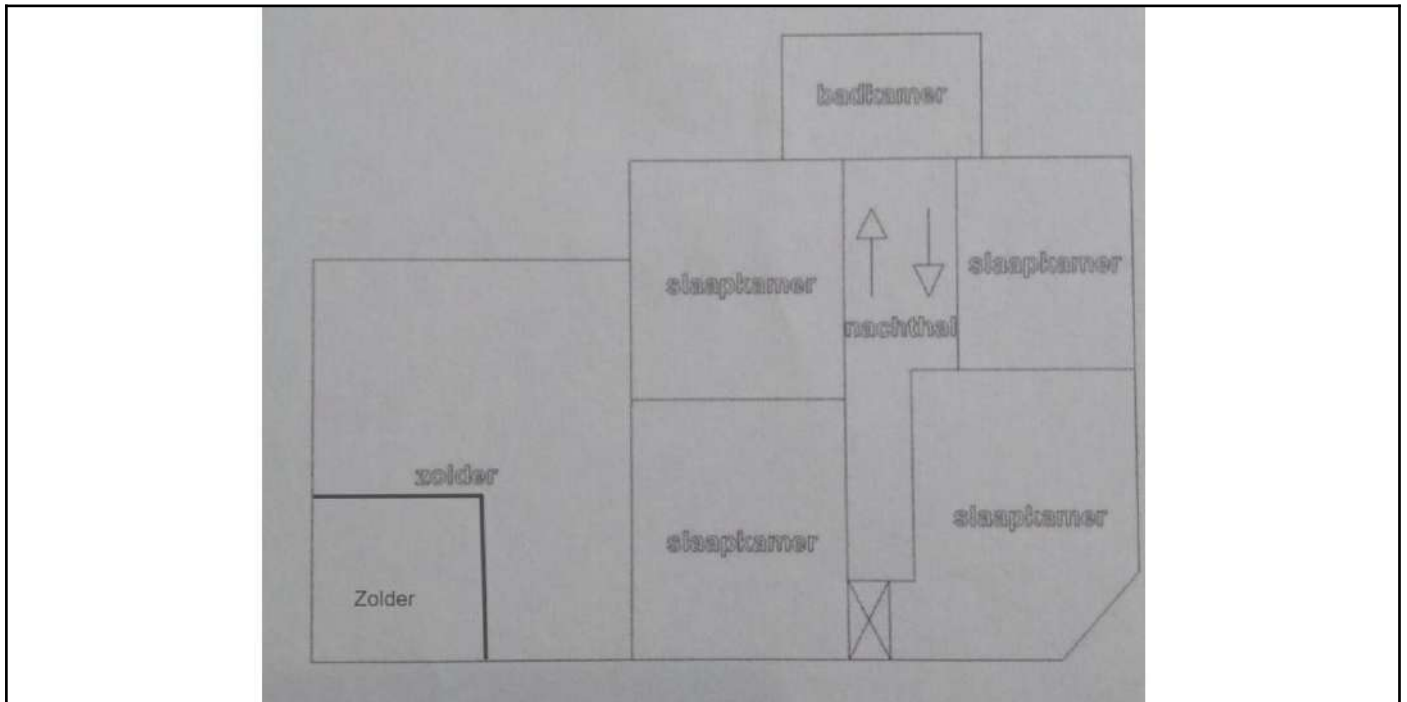 badkamer
slaapkamer
slaapkamer
nachthal
zolder
slaapkamer
slaapkamer
Zolder